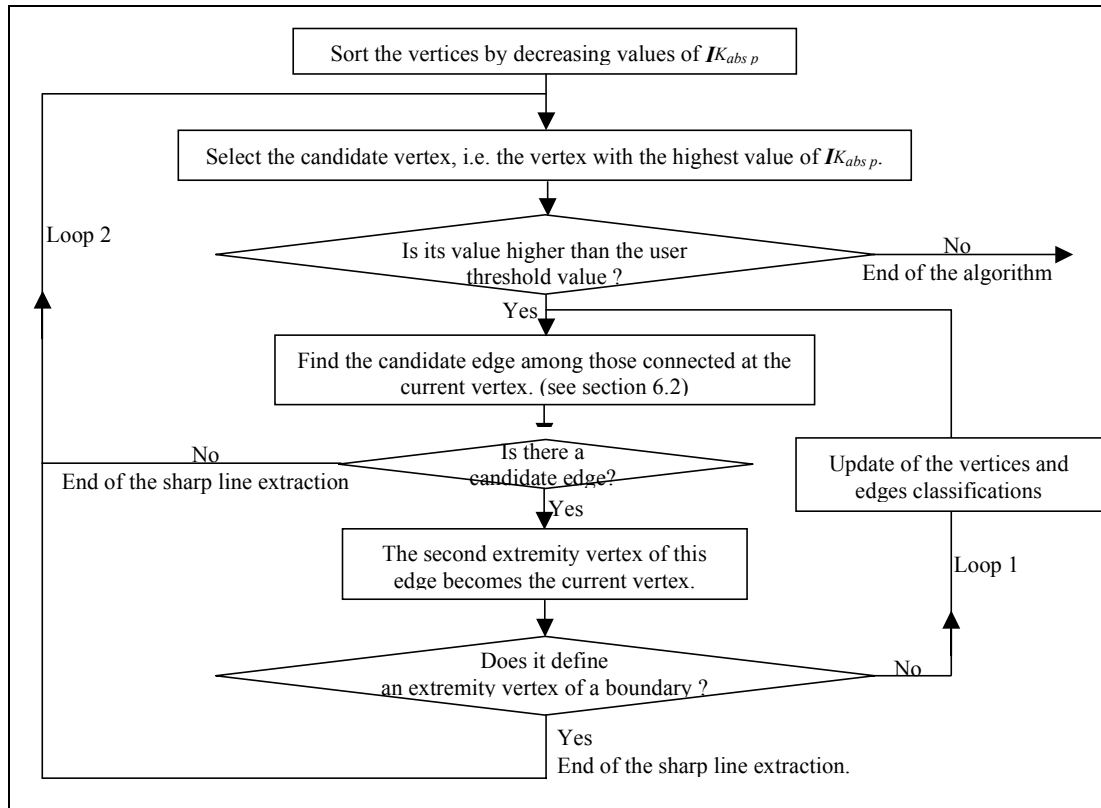 Sort the vertices by decreasing values of IK_abs p
Select the candidate vertex, i.e. the vertex with the highest value of IK_abs p.
Loop 2
Is its value higher than the user
threshold value ?
No
End of the algorithm
Yes
Find the candidate edge among those connected at the
current vertex. (see section 6.2)
No
End of the sharp line extraction
Is there a
candidate edge?
Update of the vertices and
edges classifications
Yes
The second extremity vertex of this
edge becomes the current vertex.
Loop 1
Does it define
an extremity vertex of a boundary ?
No
Yes
End of the sharp line extraction.